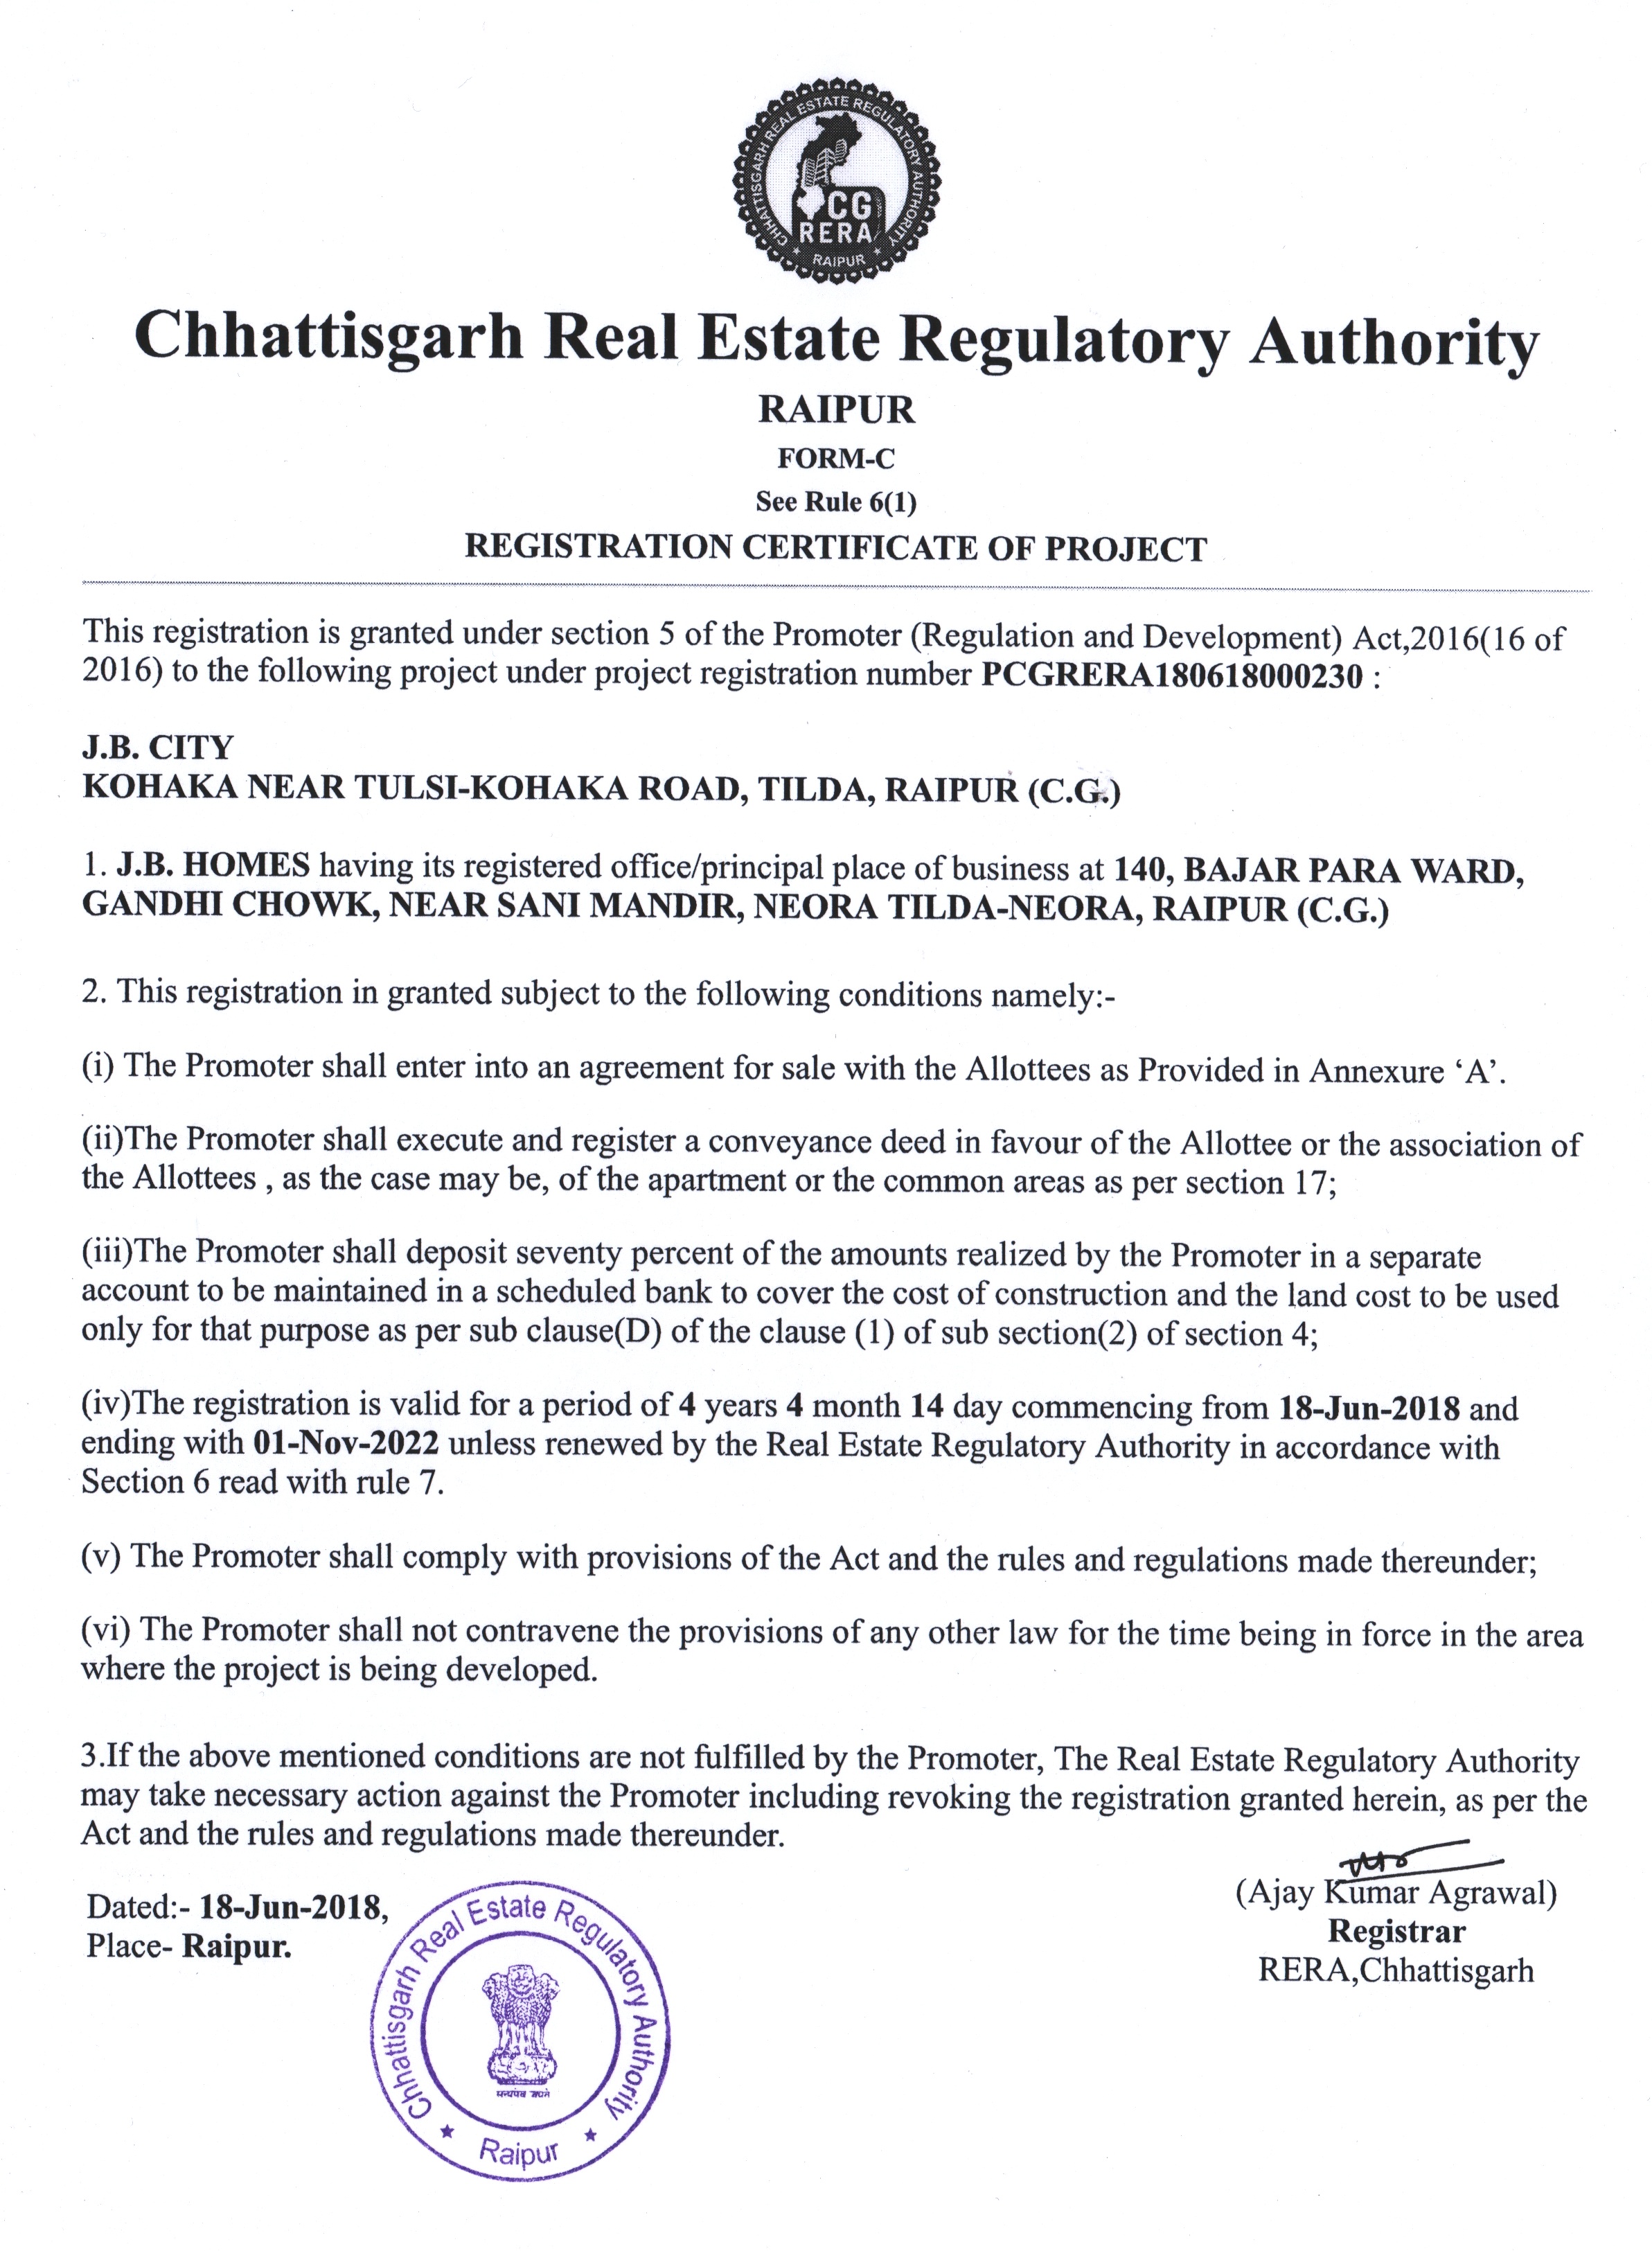 CHHATTISGARH REAL ESTATE REGULATORY AUTHORITY
CG
RERA
RAIPUR
Chhattisgarh Real Estate Regulatory Authority
RAIPUR
FORM-C
See Rule 6(1)
REGISTRATION CERTIFICATE OF PROJECT
This registration is granted under section 5 of the Promoter (Regulation and Development) Act,2016(16 of
2016) to the following project under project registration number PCGRERA180618000230 :
J.B. CITY
KOHAKA NEAR TULSI-KOHAKA ROAD, TILDA, RAIPUR (C.G.)
1. J.B. HOMES having its registered office/principal place of business at 140, BAJAR PARA WARD,
GANDHI CHOWK, NEAR SANI MANDIR, NEORA TILDA-NEORA, RAIPUR (C.G.)
2. This registration in granted subject to the following conditions namely:-
(i) The Promoter shall enter into an agreement for sale with the Allottees as Provided in Annexure ‘A’.
(ii)The Promoter shall execute and register a conveyance deed in favour of the Allottee or the association of
the Allottees , as the case may be, of the apartment or the common areas as per section 17;
(iii)The Promoter shall deposit seventy percent of the amounts realized by the Promoter in a separate
account to be maintained in a scheduled bank to cover the cost of construction and the land cost to be used
only for that purpose as per sub clause(D) of the clause (1) of sub section(2) of section 4;
(iv)The registration is valid for a period of 4 years 4 month 14 day commencing from 18-Jun-2018 and
ending with 01-Nov-2022 unless renewed by the Real Estate Regulatory Authority in accordance with
Section 6 read with rule 7.
(v) The Promoter shall comply with provisions of the Act and the rules and regulations made thereunder;
(vi) The Promoter shall not contravene the provisions of any other law for the time being in force in the area
where the project is being developed.
3.If the above mentioned conditions are not fulfilled by the Promoter, The Real Estate Regulatory Authority
may take necessary action against the Promoter including revoking the registration granted herein, as per the
Act and the rules and regulations made thereunder.
Dated:- 18-Jun-2018,
Place- Raipur.
Chhattisgarh Real Estate Regulatory Authority
सत्यमेव जयते
Raipur
(Ajay Kumar Agrawal)
Registrar
RERA,Chhattisgarh